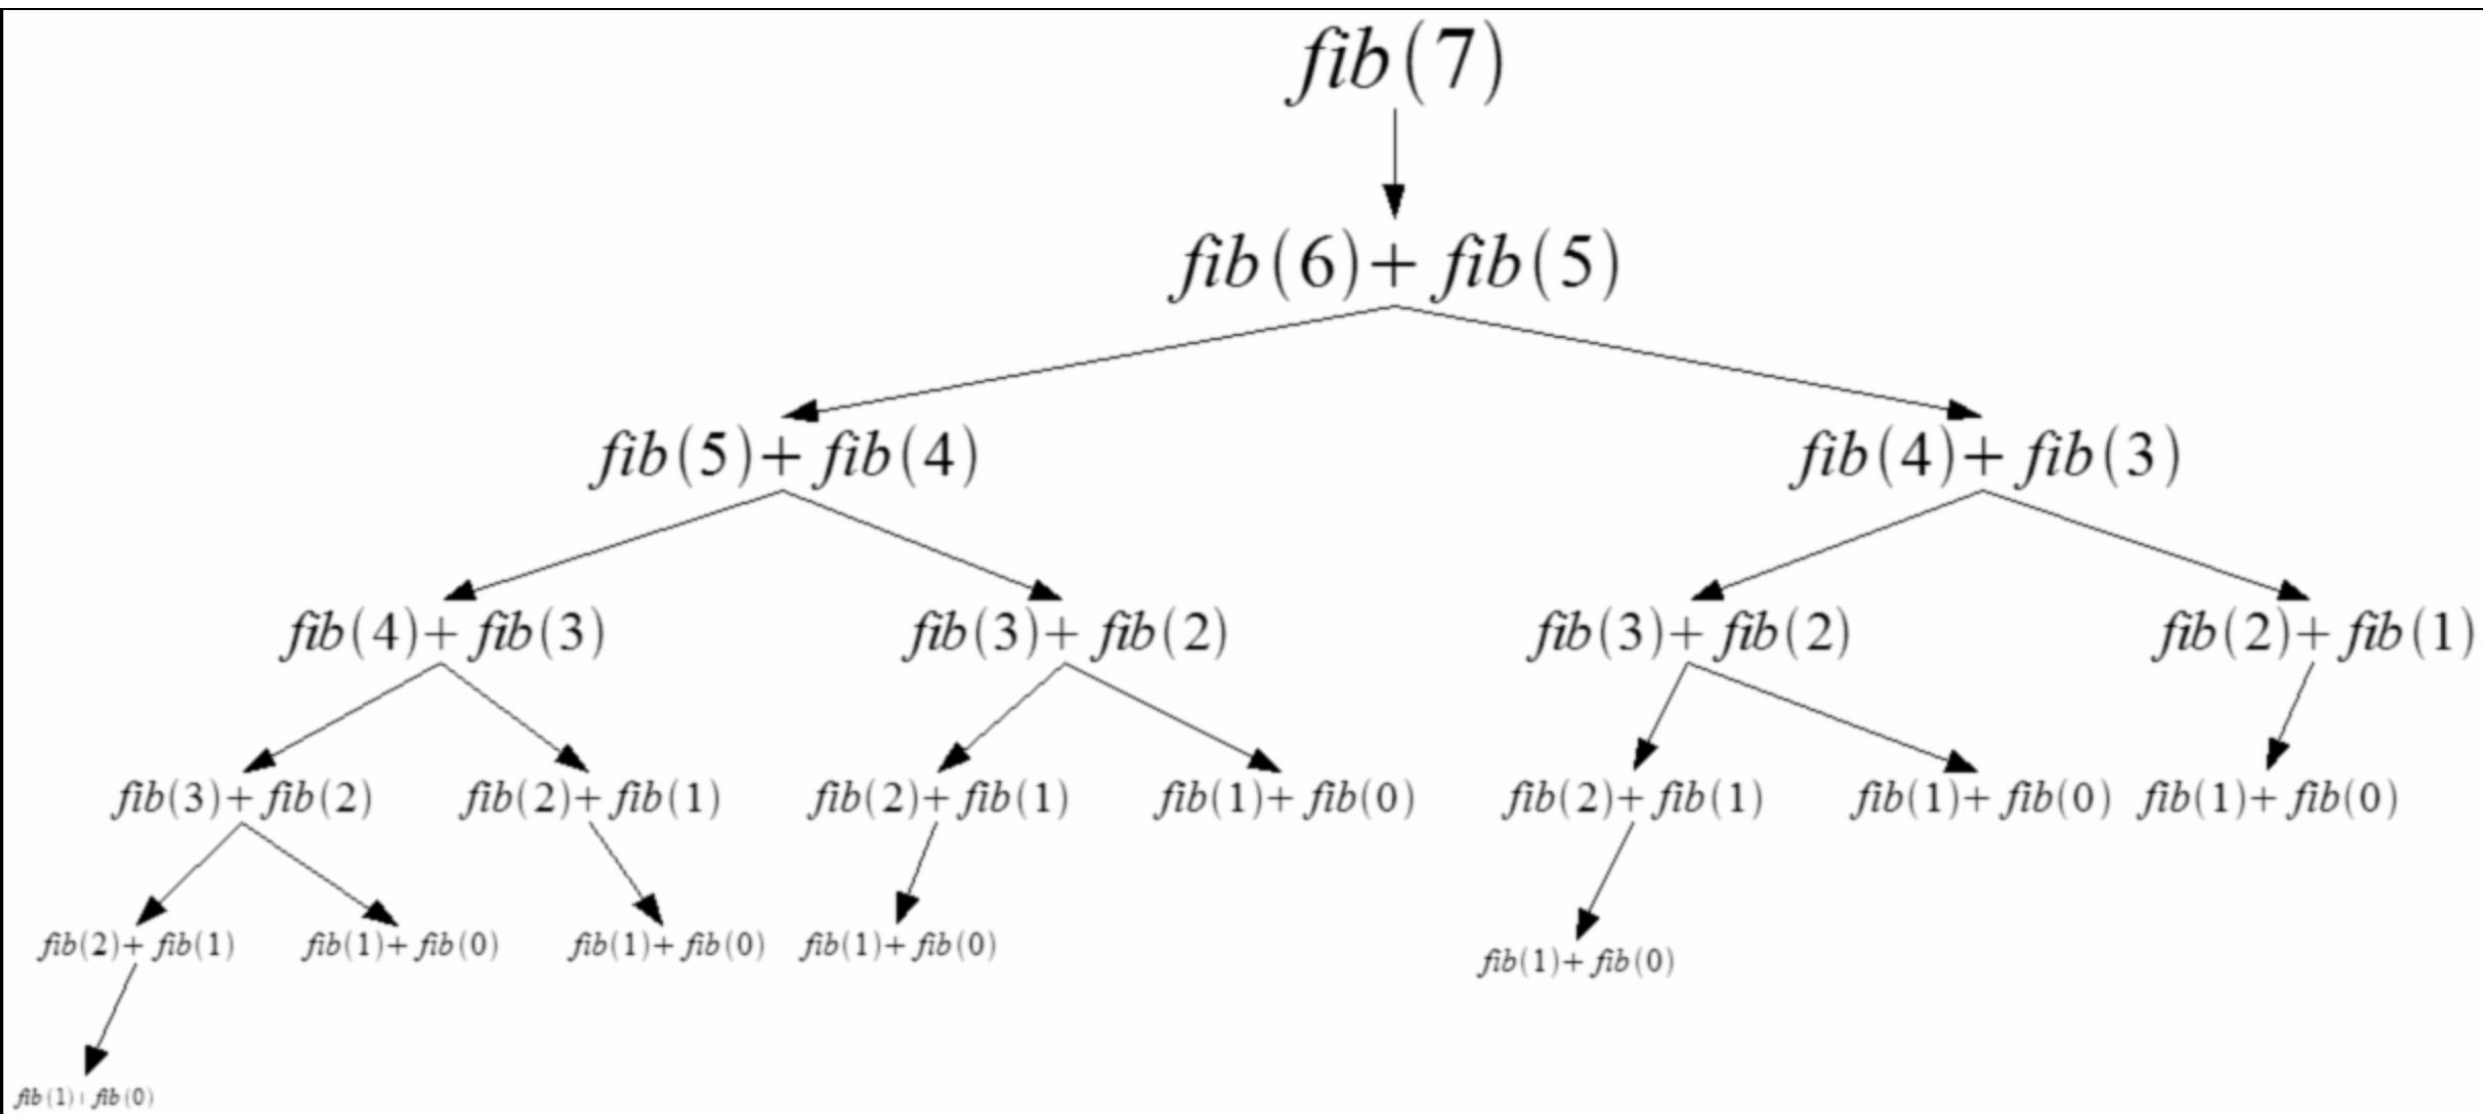 fib(7)
fib(6)+ fib(5)
fib(5)+ fib(4)
fib(4)+ fib(3)
fib(4)+ fib(3)
fib(3)+ fib(2)
fib(3)+ fib(2)
fib(2)+ fib(1)
fib(3)+ fib(2)
fib(2)+ fib(1)
fib(2)+ fib(1)
fib(1)+ fib(0)
fib(2)+ fib(1)
fib(1)+ fib(0)
fib(1)+ fib(0)
fib(2)+ fib(1)
fib(1)+ fib(0)
fib(1)+ fib(0)
fib(1)+ fib(0)
fib(1)+ fib(0)
fib(1)+ fib(0)